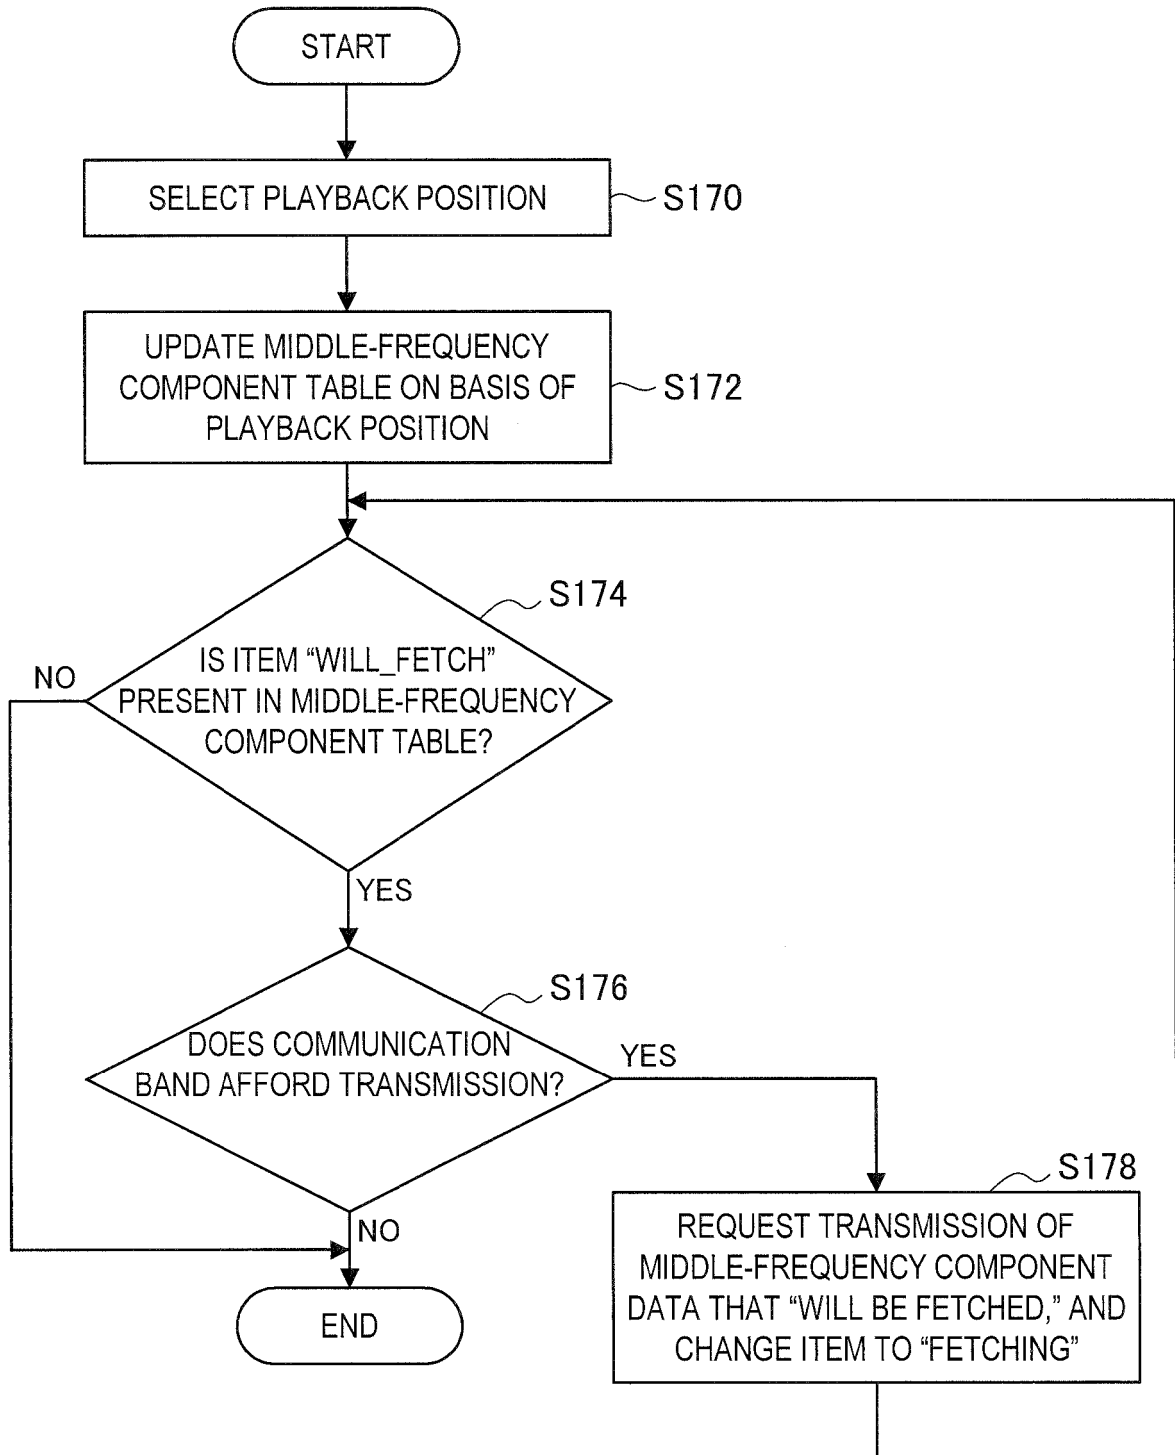 START
SELECT PLAYBACK POSITION
S170
UPDATE MIDDLE-FREQUENCY
COMPONENT TABLE ON BASIS OF
PLAYBACK POSITION
S172
S174
IS ITEM “WILL_FETCH”
PRESENT IN MIDDLE-FREQUENCY
COMPONENT TABLE?
NO
YES
S176
DOES COMMUNICATION
BAND AFFORD TRANSMISSION?
YES
NO
S178
REQUEST TRANSMISSION OF
MIDDLE-FREQUENCY COMPONENT
DATA THAT “WILL BE FETCHED,” AND
CHANGE ITEM TO “FETCHING”
END